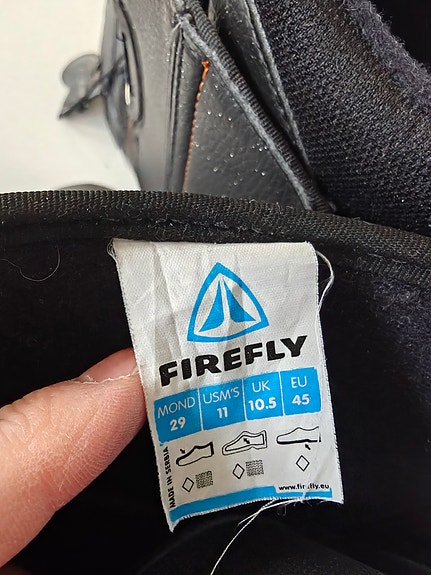 FIREFLY
MOND USM'S UK EU
29 11 10.5 45
MADE IN SERBIA
www.firefly.eu